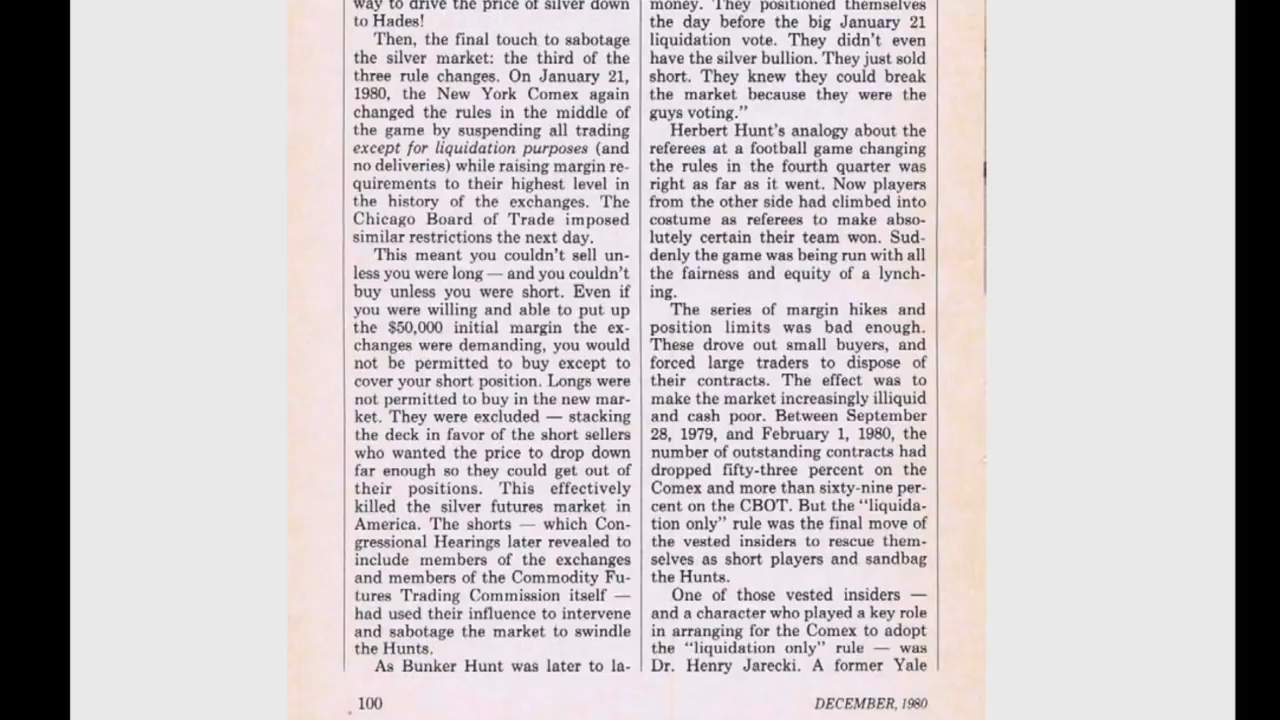 way to drive the price of silver down
to Hades!
Then, the final touch to sabotage
the silver market: the third of the
three rule changes. On January 21,
1980, the New York Comex again
changed the rules in the middle of
the game by suspending all trading
except for liquidation purposes (and
no deliveries) while raising margin re-
quirements to their highest level in
the history of the exchanges. The
Chicago Board of Trade imposed
similar restrictions the next day.
This meant you couldn't sell un-
less you were long — and you couldn't
buy unless you were short. Even if
you were willing and able to put up
the $50,000 initial margin the ex-
changes were demanding, you would
not be permitted to buy except to
cover your short position. Longs were
not permitted to buy in the new mar-
ket. They were excluded — stacking
the deck in favor of the short sellers
who wanted the price to drop down
far enough so they could get out of
their positions. This effectively
killed the silver futures market in
America. The shorts — which Con-
gressional Hearings later revealed to
include members of the exchanges
and members of the Commodity Fu-
tures Trading Commission itself —
had used their influence to intervene
and sabotage the market to swindle
the Hunts.
As Bunker Hunt was later to la-
money. They positioned themselves
the day before the big January 21
liquidation vote. They didn't even
have the silver bullion. They just sold
short. They knew they could break
the market because they were the
guys voting."
Herbert Hunt's analogy about the
referees at a football game changing
the rules in the fourth quarter was
right as far as it went. Now players
from the other side had climbed into
costume as referees to make abso-
lutely certain their team won. Sud-
denly the game was being run with all
the fairness and equity of a lynch-
ing.
The series of margin hikes and
position limits was bad enough.
These drove out small buyers, and
forced large traders to dispose of
their contracts. The effect was to
make the market increasingly illiquid
and cash poor. Between September
28, 1979, and February 1, 1980, the
number of outstanding contracts had
dropped fifty-three percent on the
Comex and more than sixty-nine per-
cent on the CBOT. But the "liquida-
tion only" rule was the final move of
the vested insiders to rescue them-
selves as short players and sandbag
the Hunts.
One of those vested insiders —
and a character who played a key role
in arranging for the Comex to adopt
the "liquidation only" rule — was
Dr. Henry Jarecki. A former Yale
100
DECEMBER, 1980